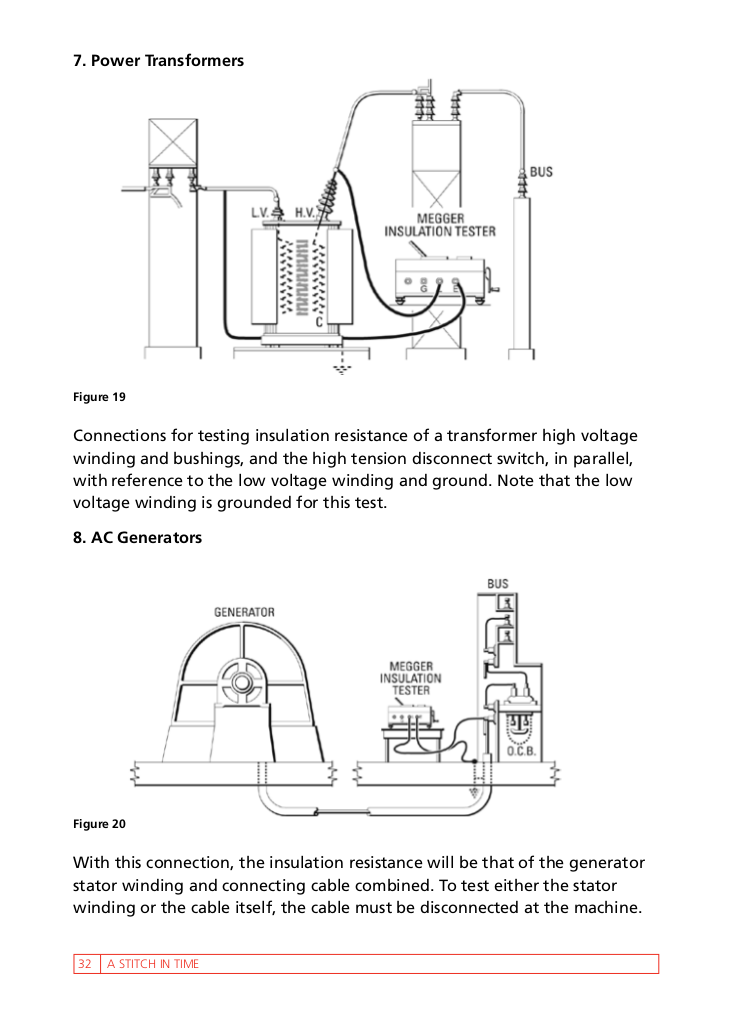 7. Power Transformers
BUS
L.V. H.V.
MEGGER
INSULATION TESTER
G L E
C
Figure 19
Connections for testing insulation resistance of a transformer high voltage
winding and bushings, and the high tension disconnect switch, in parallel,
with reference to the low voltage winding and ground. Note that the low
voltage winding is grounded for this test.
8. AC Generators
BUS
GENERATOR
MEGGER
INSULATION
TESTER
O.C.B.
Figure 20
With this connection, the insulation resistance will be that of the generator
stator winding and connecting cable combined. To test either the stator
winding or the cable itself, the cable must be disconnected at the machine.
32 A STITCH IN TIME